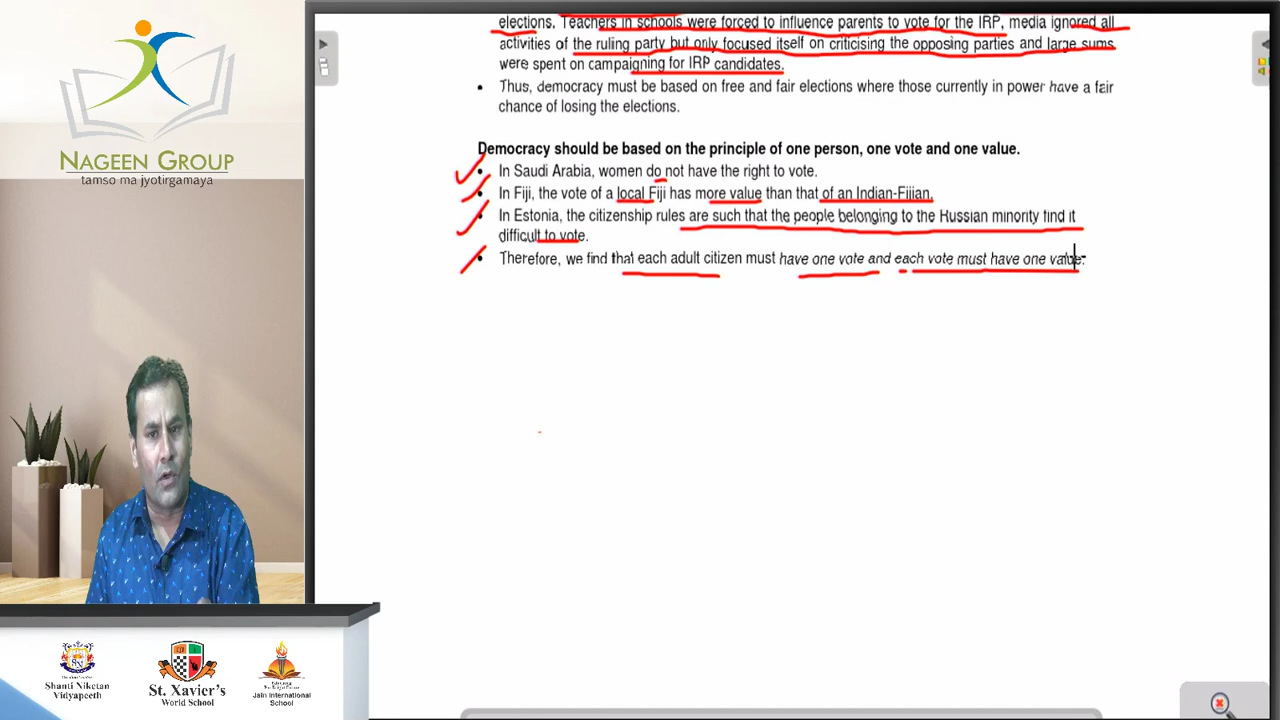 elections. Teachers in schools were forced to influence parents to vote for the IRP, media ignored all
activities of the ruling party but only focused itself on criticising the opposing parties and large sums
were spent on campaigning for IRP candidates.
• Thus, democracy must be based on free and fair elections where those currently in power have a fair
chance of losing the elections.
Democracy should be based on the principle of one person, one vote and one value.
• In Saudi Arabia, women do not have the right to vote.
• In Fiji, the vote of a local Fiji has more value than that of an Indian-Fijian.
• In Estonia, the citizenship rules are such that the people belonging to the Russian minority find it
difficult to vote.
• Therefore, we find that each adult citizen must have one vote and each vote must have one value.
NAGEEN GROUP
tamso ma jyotirgamaya
Shanti Niketan
Vidyapeeth
St. Xavier's
World School
Jain International
School